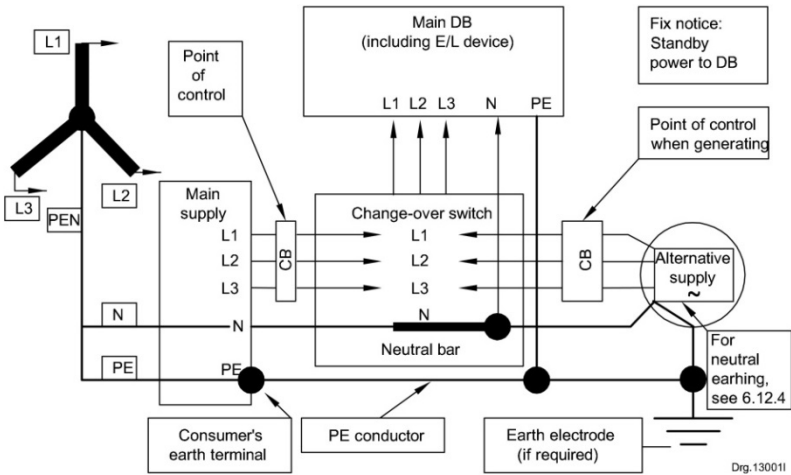 L1
L3
L2
PEN
N
PE
Point
of
control
Main DB
(including E/L device)
L1 L2 L3 N PE
Fix notice:
Standby
power to DB
Point of control
when generating
Main
supply
L1
L2
L3
N
PE
CB
Change-over switch
L1
L2
L3
N
Neutral bar
CB
Alternative
supply
~
For
neutral
earhing,
see 6.12.4
Consumer's
earth terminal
PE conductor
Earth electrode
(if required)
Drg.13001l